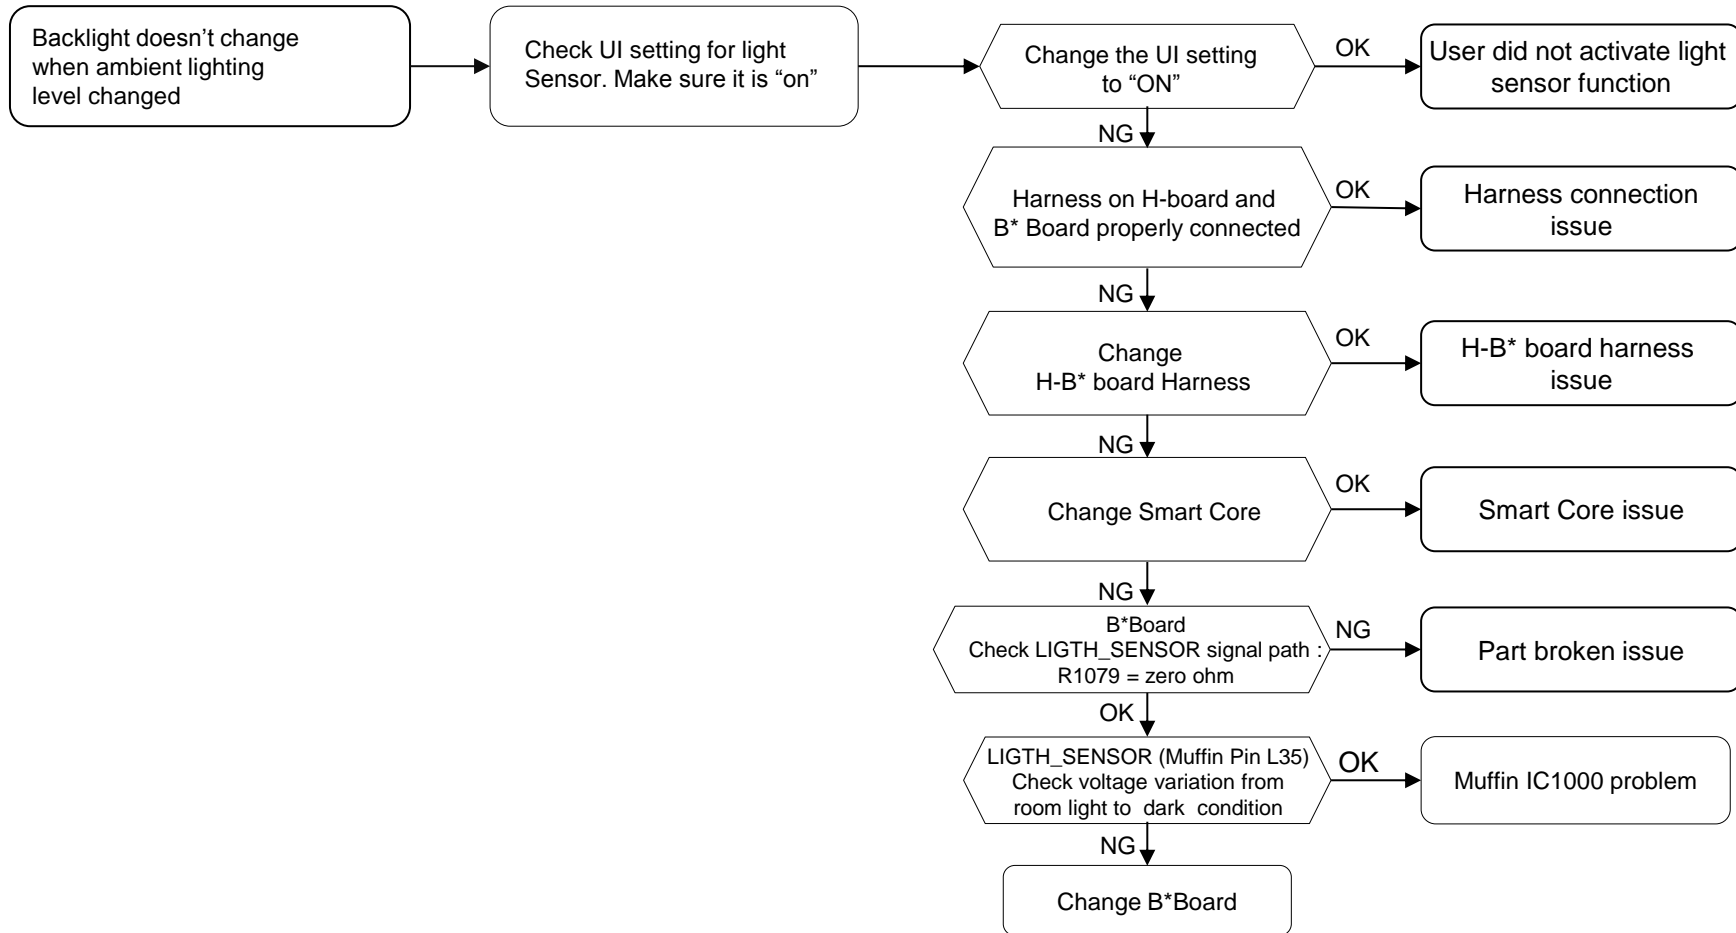 Backlight doesn’t change
when ambient lighting
level changed
Check UI setting for light
Sensor. Make sure it is “on”
Change the UI setting
to “ON”
OK
User did not activate light
sensor function
NG
Harness on H-board and
B* Board properly connected
OK
Harness connection
issue
NG
Change
H-B* board Harness
OK
H-B* board harness
issue
NG
Change Smart Core
OK
Smart Core issue
NG
B*Board
Check LIGTH_SENSOR signal path :
R1079 = zero ohm
NG
Part broken issue
OK
LIGTH_SENSOR (Muffin Pin L35)
Check voltage variation from
room light to dark condition
OK
Muffin IC1000 problem
NG
Change B*Board